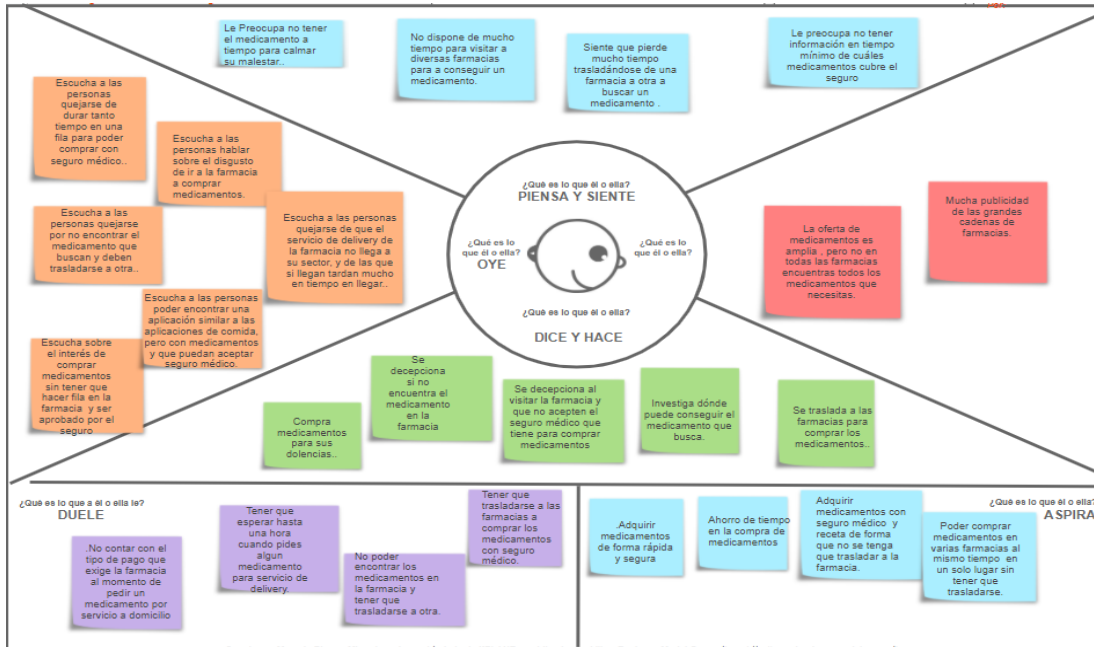 Le Preocupa no tener
el medicamento a
tiempo para calmar
su malestar..
No dispone de mucho
tiempo para visitar a
diversas farmacias
para a conseguir un
medicamento.
Siente que pierde
mucho tiempo
trasladándose de una
farmacia a otra a
buscar un
medicamento .
Le preocupa no tener
información en tiempo
mínimo de cuáles
medicamentos cubre el
seguro
Escucha a las
personas
quejarse de
durar tanto
tiempo en una
fila para poder
comprar con
seguro médico..
Escucha a las
personas hablar
sobre el disgusto
de ir a la farmacia
a comprar
medicamentos.
Escucha a las
personas quejarse
por no encontrar el
medicamento que
buscan y deben
trasladarse a otra..
Escucha a las personas
quejarse de que el
servicio de delivery de
la farmacia no llega a
su sector, y de las que
si llegan tardan mucho
en tiempo en llegar..
Escucha a las personas
poder encontrar una
aplicación similar a las
aplicaciones de comida,
pero con medicamentos
y que puedan aceptar
seguro médico.
Escucha sobre
el interés de
comprar
medicamentos
sin tener que
hacer fila en la
farmacia y ser
aprobado por el
seguro
¿Qué es lo que él o ella?
PIENSA Y SIENTE
¿Qué es lo
que él o ella?
OYE
¿Qué es lo
que él o ella?
¿Qué es lo que él o ella?
DICE Y HACE
La oferta de
medicamentos es
amplia , pero no en
todas las farmacias
encuentras todos los
medicamentos que
necesitas.
Mucha publicidad
de las grandes
cadenas de
farmacias.
Compra
medicamentos
para sus
dolencias..
Se
decepciona
si no
encuentra el
medicamento
en la
farmacia
Se decepciona al
visitar la farmacia y
que no acepten el
seguro médico que
tiene para comprar
medicamentos
Investiga dónde
puede conseguir el
medicamento que
busca.
Se traslada a las
farmacias para
comprar los
medicamentos..
¿Qué es lo que a él o ella le?
DUELE
.No contar con el
tipo de pago que
exige la farmacia
al momento de
pedir un
medicamento por
servicio a domicilio
Tener que
esperar hasta
una hora
cuando pides
algun
medicamento
para servicio de
delivery.
No poder
encontrar los
medicamentos en
la farmacia y
tener que
trasladarse a otra.
Tener que
trasladarse a las
farmacias a
comprar los
medicamentos
con seguro
médico.
¿Qué es lo que él o ella?
ASPIRA
.Adquirir
medicamentos
de forma rápida
y segura
Ahorro de tiempo
en la compra de
medicamentos
Adquirir
medicamentos con
seguro médico y
receta de forma
que no se tenga
que trasladar a la
farmacia.
Poder comprar
medicamentos en
varias farmacias al
mismo tiempo en
un solo lugar sin
tener que
trasladarse.